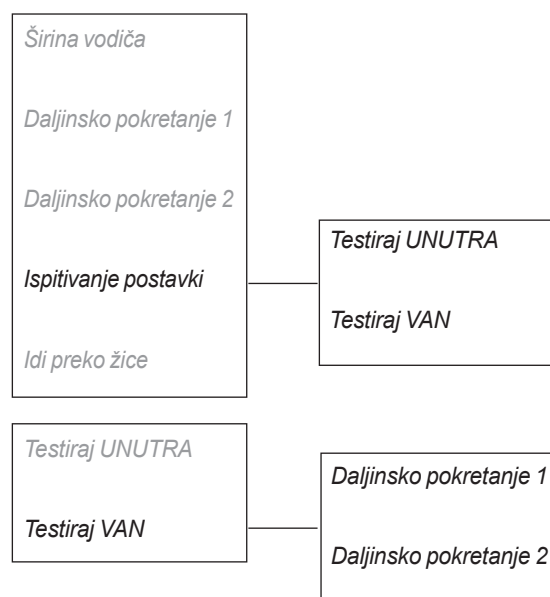 Širina vodiča
Daljinsko pokretanje 1
Daljinsko pokretanje 2
Ispitivanje postavki
Idi preko žice
Testiraj UNUTRA
Testiraj VAN
Testiraj UNUTRA
Testiraj VAN
Daljinsko pokretanje 1
Daljinsko pokretanje 2